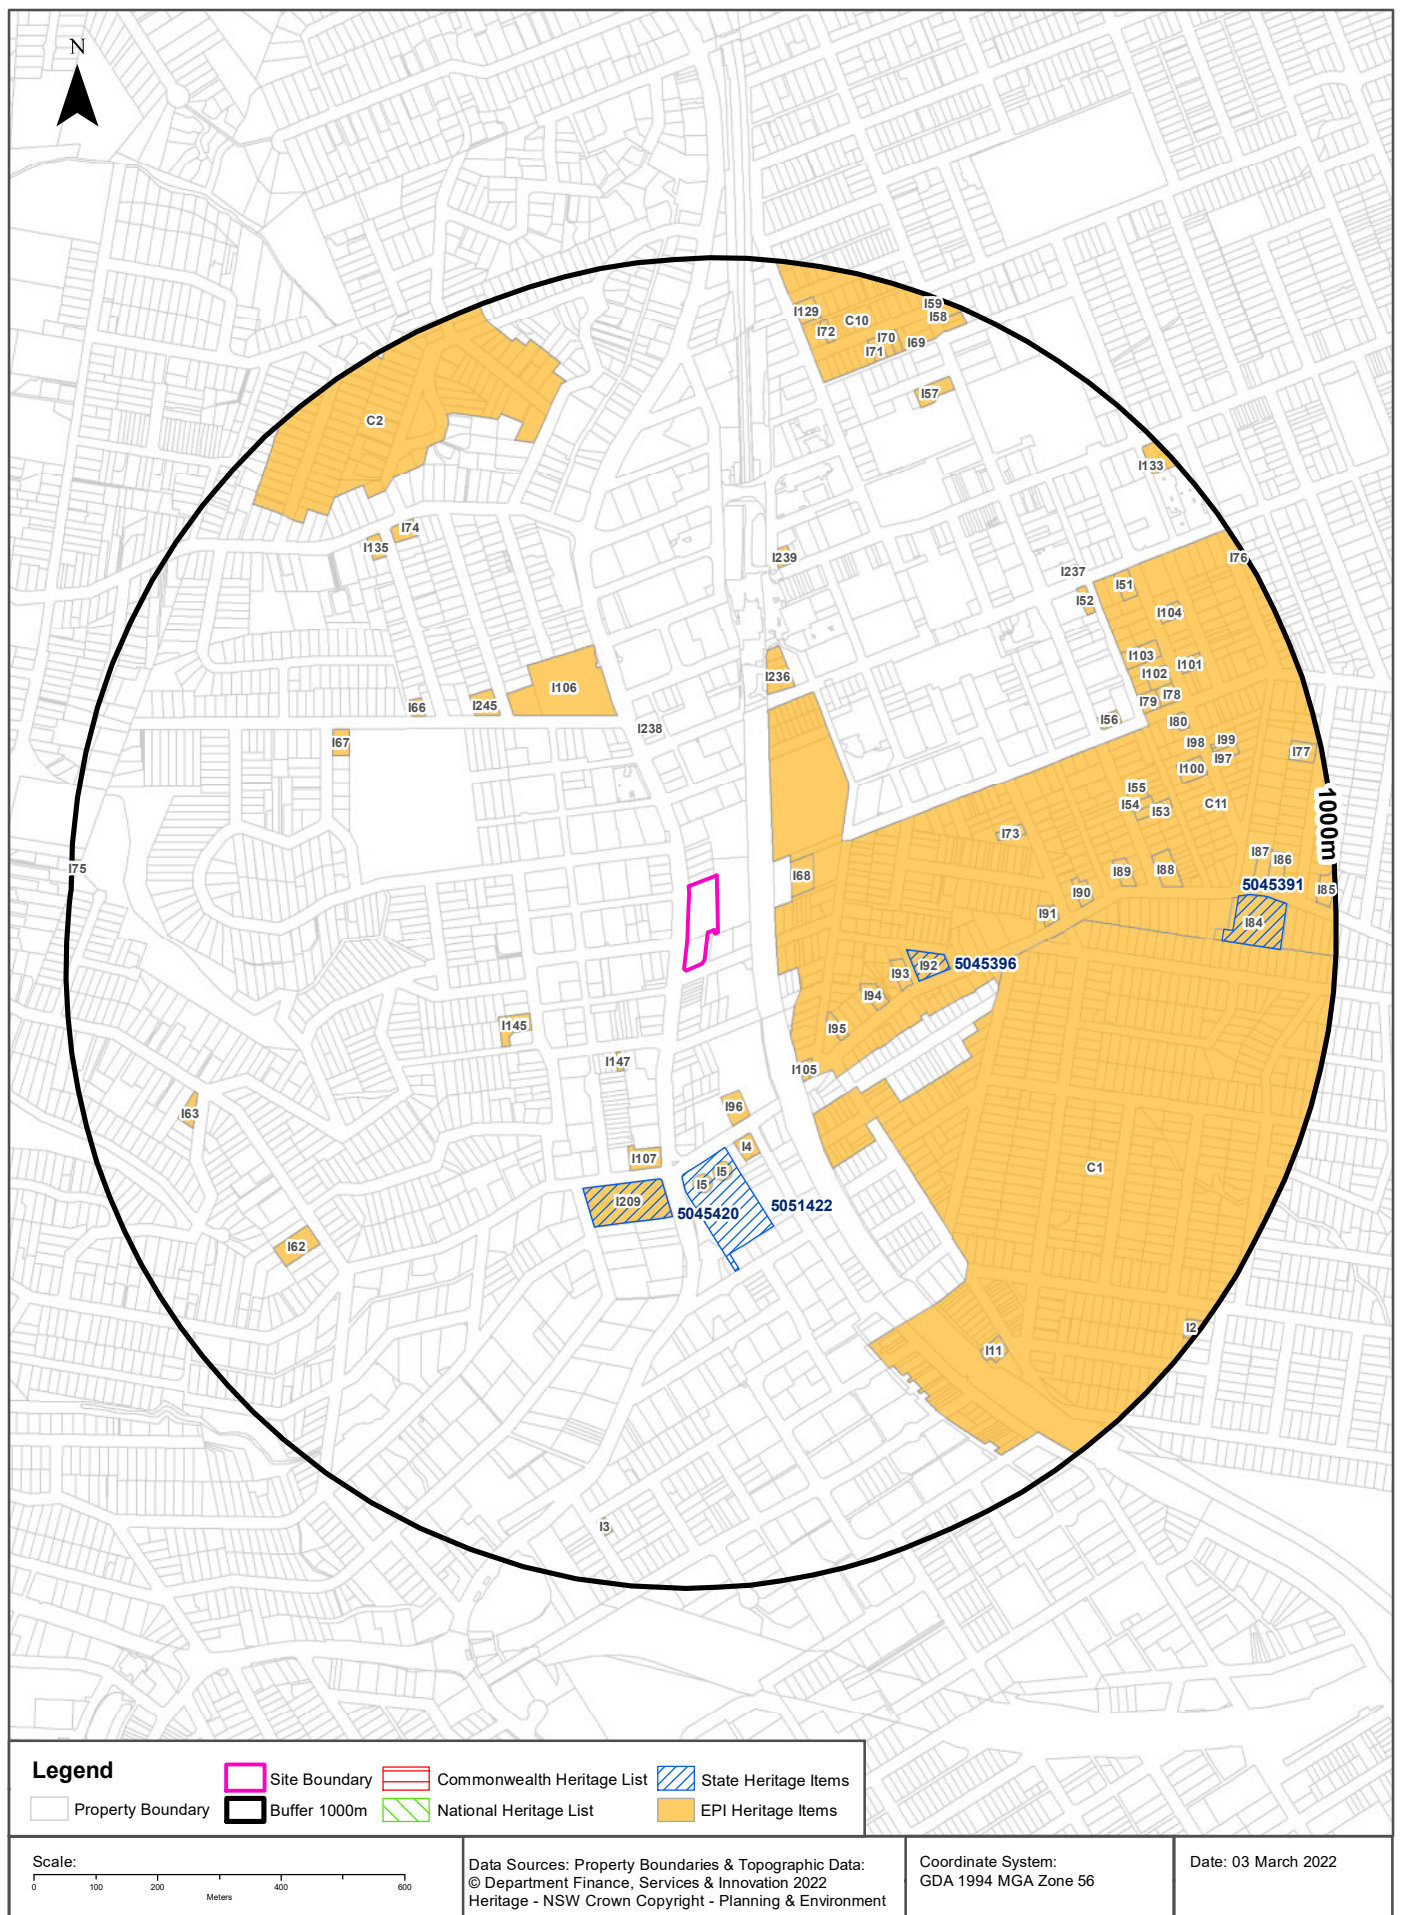 N
I59
I129
I58
C10
I72
I70
I69
I71
I57
C2
I133
I74
I135
I239
I76
I237
I51
I52
I104
I103
I101
I102
I236
I106
I78
I79
I66
I245
I56
I80
I238
I67
I98
I99
I77
I97
I100
I55
1000m
C11
I54
I53
I73
I87
I86
I75
I68
I89
I88
5045391
I85
I90
I91
I84
I92
5045396
I93
I94
I145
I95
I147
I105
I96
I63
I4
I107
C1
I5
I5
I209
5051422
5045420
I62
I2
I11
I3
Legend
Site Boundary
Commonwealth Heritage List
State Heritage Items
Property Boundary
Buffer 1000m
National Heritage List
EPI Heritage Items
Scale:
0 100 200 400 600
Meters
Data Sources: Property Boundaries & Topographic Data:
© Department Finance, Services & Innovation 2022
Heritage - NSW Crown Copyright - Planning & Environment
Coordinate System:
GDA 1994 MGA Zone 56
Date: 03 March 2022